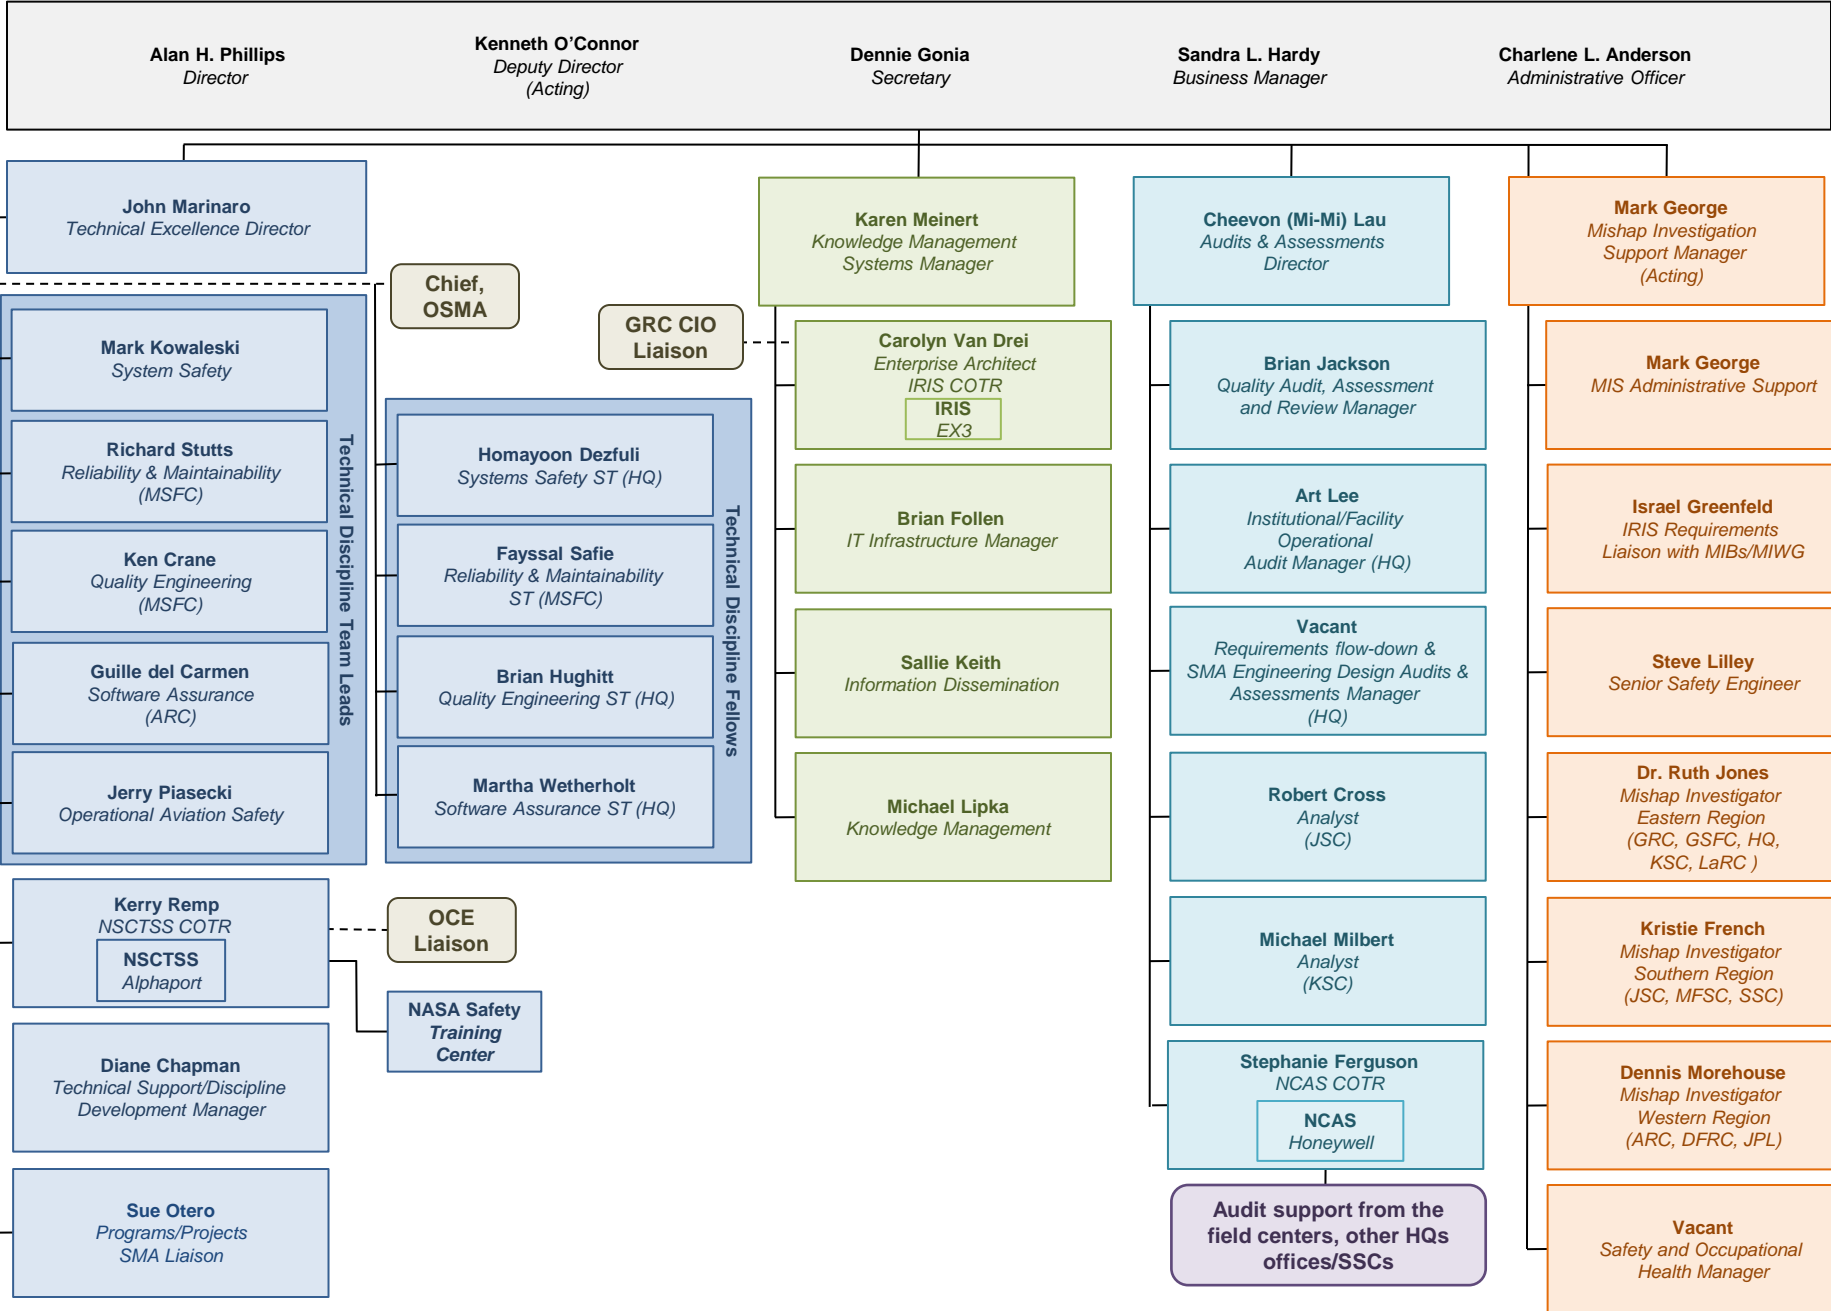 Alan H. Phillips
Director
Kenneth O'Connor
Deputy Director
(Acting)
Dennie Gonia
Secretary
Sandra L. Hardy
Business Manager
Charlene L. Anderson
Administrative Officer
John Marinaro
Technical Excellence Director
Chief,
OSMA
Mark Kowaleski
System Safety
Richard Stutts
Reliability & Maintainability
(MSFC)
Ken Crane
Quality Engineering
(MSFC)
Guille del Carmen
Software Assurance
(ARC)
Jerry Piasecki
Operational Aviation Safety
Technical Discipline Team Leads
Homayoon Dezfuli
Systems Safety ST (HQ)
Fayssal Safie
Reliability & Maintainability
ST (MSFC)
Brian Hughitt
Quality Engineering ST (HQ)
Martha Wetherholt
Software Assurance ST (HQ)
Technical Discipline Fellows
Kerry Remp
NSCTSS COTR
NSCTSS
Alphaport
OCE
Liaison
NASA Safety
Training
Center
Diane Chapman
Technical Support/Discipline
Development Manager
Sue Otero
Programs/Projects
SMA Liaison
Karen Meinert
Knowledge Management
Systems Manager
GRC CIO
Liaison
Carolyn Van Drei
Enterprise Architect
IRIS COTR
IRIS
EX3
Brian Follen
IT Infrastructure Manager
Sallie Keith
Information Dissemination
Michael Lipka
Knowledge Management
Cheevon (Mi-Mi) Lau
Audits & Assessments
Director
Brian Jackson
Quality Audit, Assessment
and Review Manager
Art Lee
Institutional/Facility
Operational
Audit Manager (HQ)
Vacant
Requirements flow-down &
SMA Engineering Design Audits &
Assessments Manager
(HQ)
Robert Cross
Analyst
(JSC)
Michael Milbert
Analyst
(KSC)
Stephanie Ferguson
NCAS COTR
NCAS
Honeywell
Audit support from the
field centers, other HQs
offices/SSCs
Mark George
Mishap Investigation
Support Manager
(Acting)
Mark George
MIS Administrative Support
Israel Greenfeld
IRIS Requirements
Liaison with MIBs/MIWG
Steve Lilley
Senior Safety Engineer
Dr. Ruth Jones
Mishap Investigator
Eastern Region
(GRC, GSFC, HQ,
KSC, LaRC )
Kristie French
Mishap Investigator
Southern Region
(JSC, MFSC, SSC)
Dennis Morehouse
Mishap Investigator
Western Region
(ARC, DFRC, JPL)
Vacant
Safety and Occupational
Health Manager